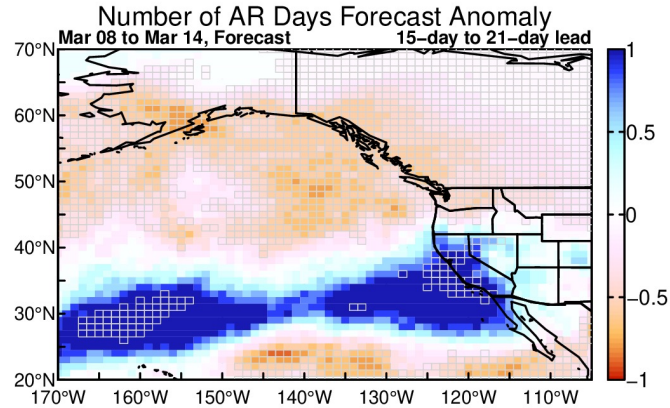 Number of AR Days Forecast Anomaly
Mar 08 to Mar 14, Forecast 15-day to 21-day lead
70°N
60°N
50°N
40°N
30°N
20°N
170°W 160°W 150°W 140°W 130°W 120°W 110°W
1
0.5
0
-0.5
-1